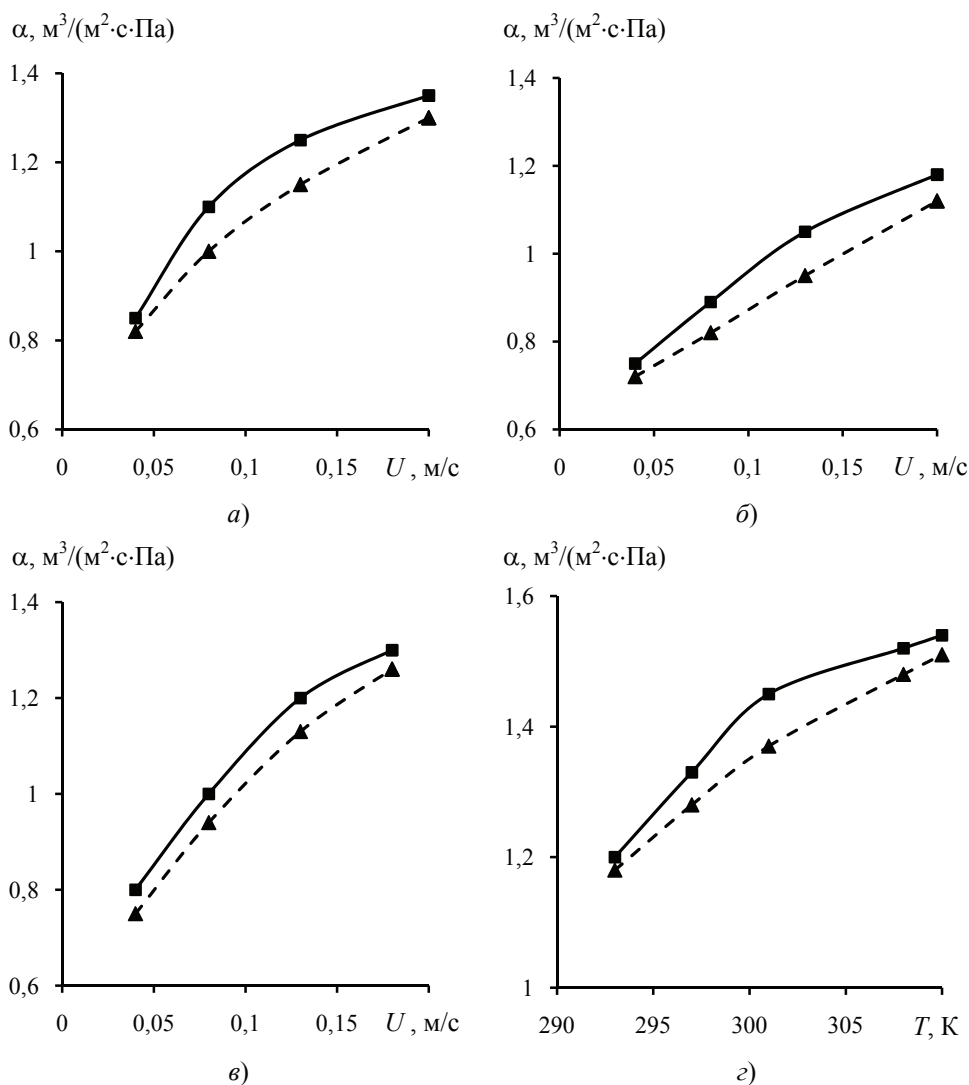 α, м³/(м²·с·Па)
1,4
1,2
1
0,8
0,6
0
0,05
0,1
0,15
U , м/с
а)
α, м³/(м²·с·Па)
1,4
1,2
1
0,8
0,6
0
0,05
0,1
0,15
U , м/с
б)
α, м³/(м²·с·Па)
1,4
1,2
1
0,8
0,6
0
0,05
0,1
0,15
U , м/с
в)
α, м³/(м²·с·Па)
1,6
1,4
1,2
1
290
295
300
305
T, К
г)